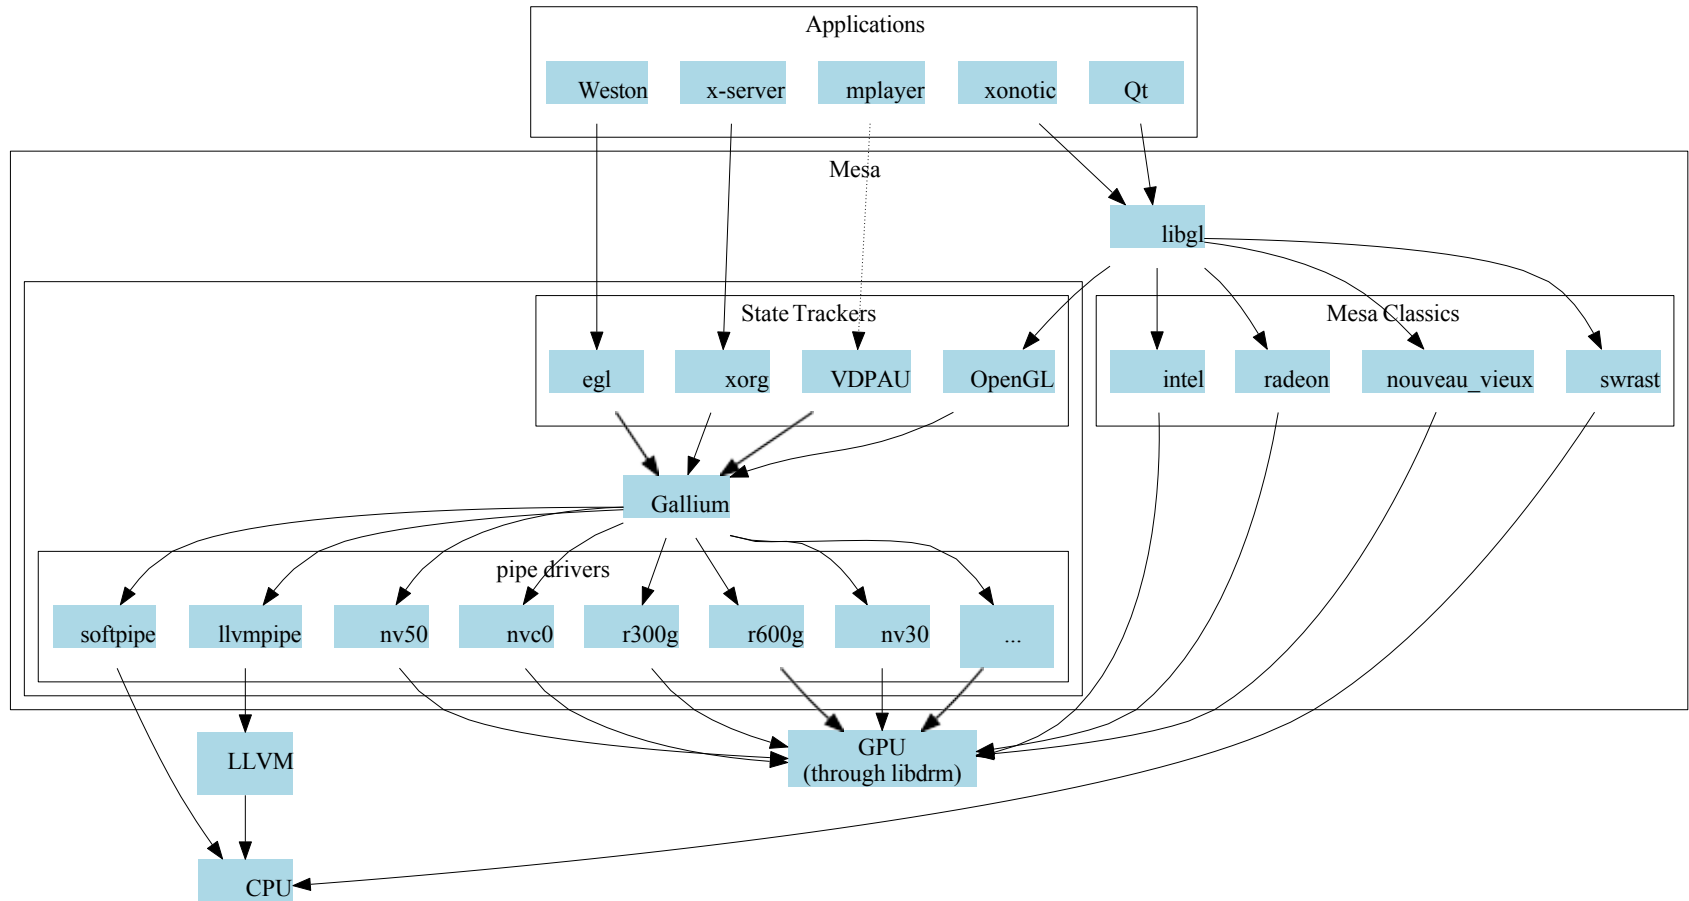 Applications
Weston
x-server
mplayer
xonotic
Qt
Mesa
libgl
State Trackers
Mesa Classics
egl
xorg
VDPAU
OpenGL
intel
radeon
nouveau_vieux
swrast
Gallium
pipe drivers
softpipe
llvmpipe
nv50
nvc0
r300g
r600g
nv30
...
LLVM
GPU
(through libdrm)
CPU